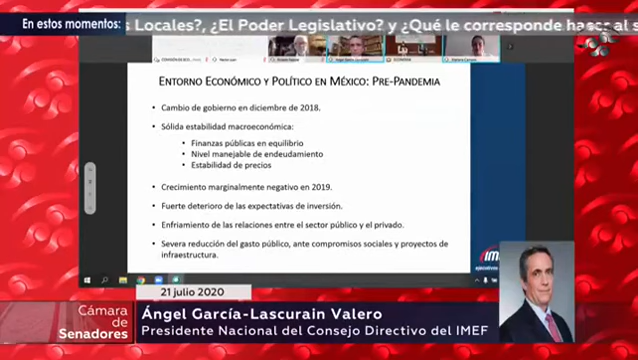 En estos momentos:
s Locales?, ¿El Poder Legislativo? y ¿Qué le corresponde hacer al s
ENTORNO ECONÓMICO Y POLÍTICO EN MÉXICO: PRE-PANDEMIA
• Cambio de gobierno en diciembre de 2018.
• Sólida estabilidad macroeconómica:
• Finanzas públicas en equilibrio
• Nivel manejable de endeudamiento
• Estabilidad de precios
• Crecimiento marginalmente negativo en 2019.
• Fuerte deterioro de las expectativas de inversión.
• Enfriamiento de las relaciones entre el sector público y el privado.
• Severa reducción del gasto público, ante compromisos sociales y proyectos de
infraestructura.
21 julio 2020
Cámara
de
Senadores
Ángel García-Lascurain Valero
Presidente Nacional del Consejo Directivo del IMEF